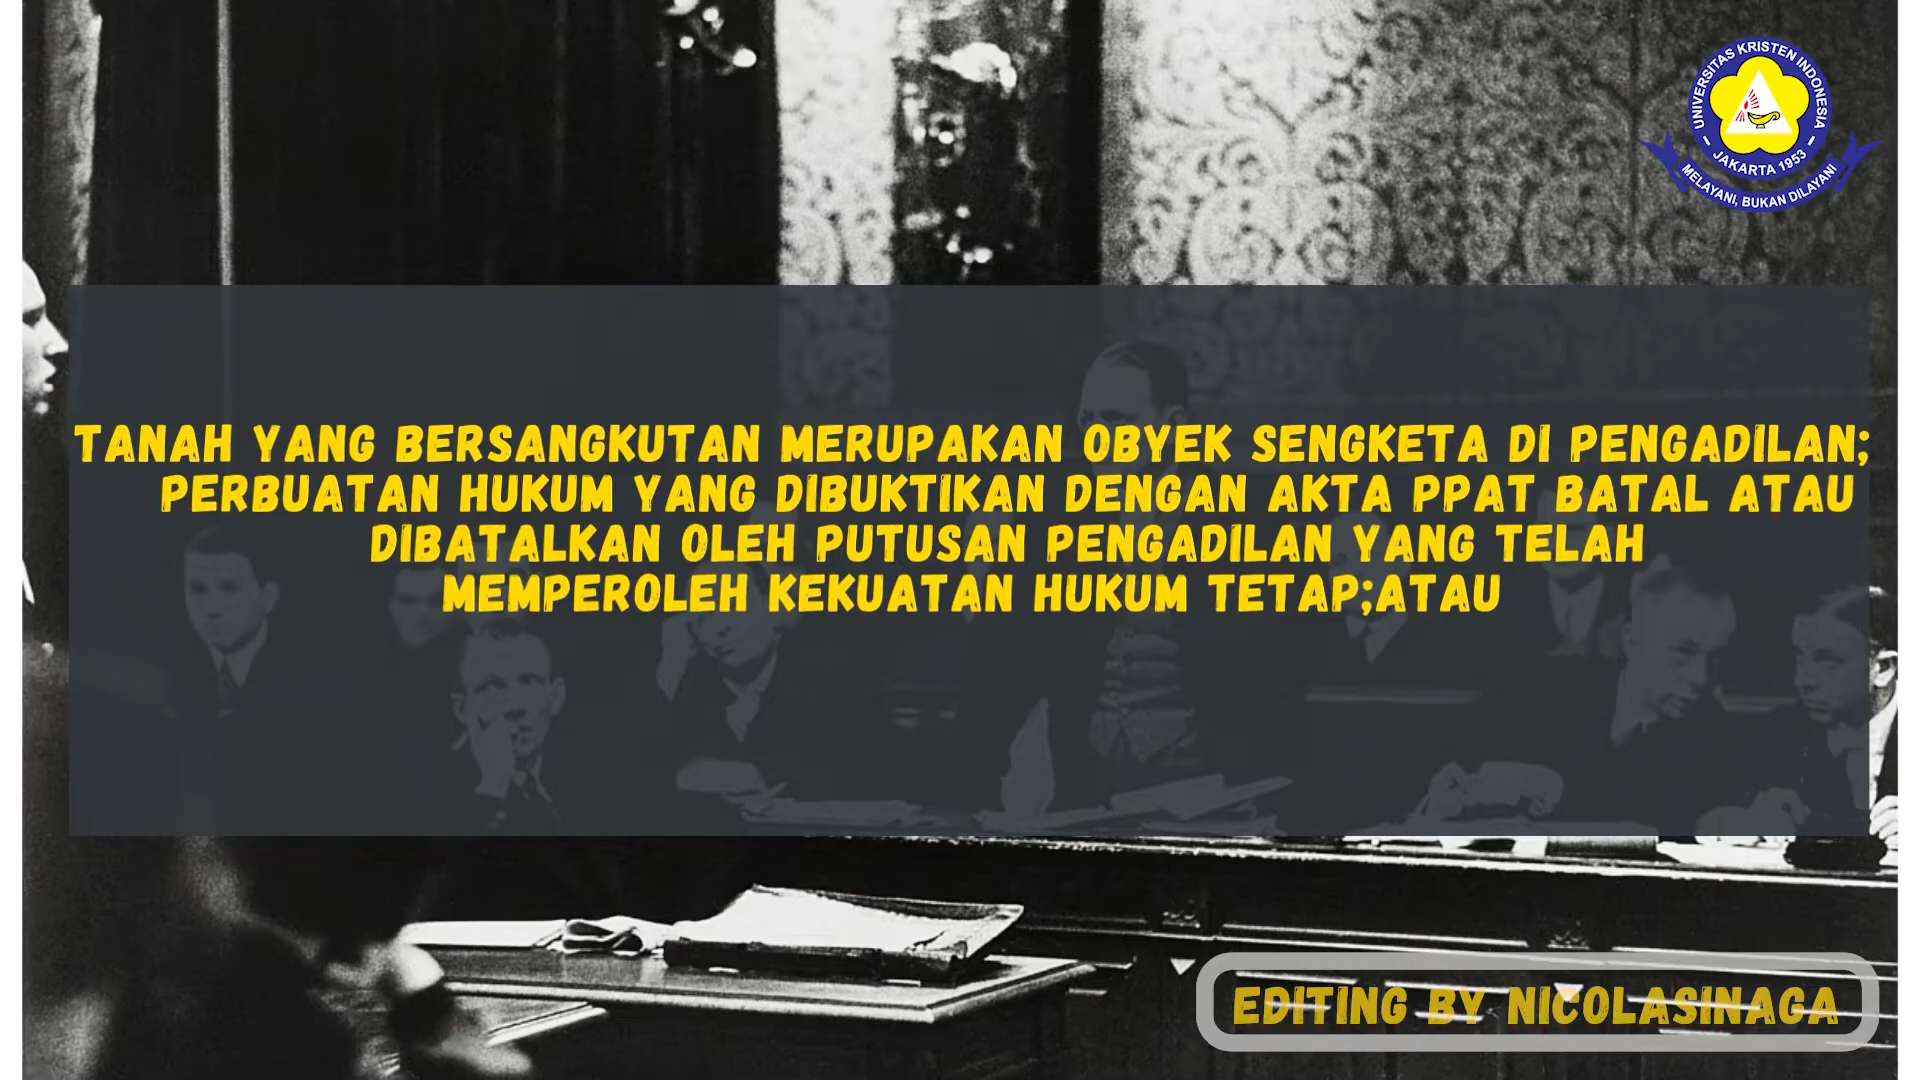 UNIVERSITAS KRISTEN INDONESIA
JAKARTA 1953
MELAYANI, BUKAN DILAYANI
TANAH YANG BERSANGKUTAN MERUPAKAN OBYEK SENGKETA DI PENGADILAN;
PERBUATAN HUKUM YANG DIBUKTIKAN DENGAN AKTA PPAT BATAL ATAU
DIBATALKAN OLEH PUTUSAN PENGADILAN YANG TELAH
MEMPEROLEH KEKUATAN HUKUM TETAP;ATAU
EDITING BY NICOLASINAGA